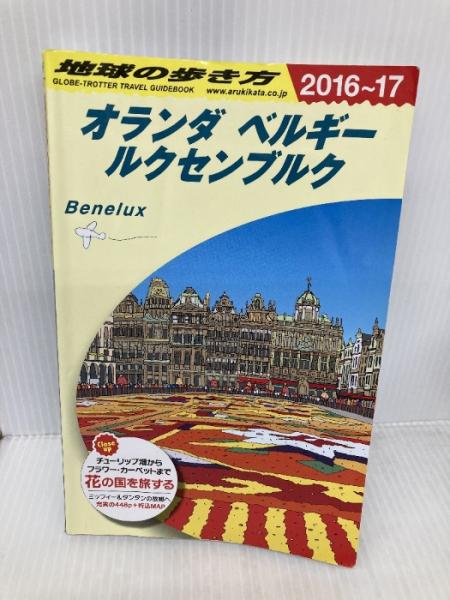 地球の歩き方
GLOBE-TROTTER TRAVEL GUIDEBOOK www.arukikata.co.jp
2016~17
オランダ ベルギー
ルクセンブルク
Benelux
Close up
チューリップ畑から
フラワー・カーペットまで
花の国を旅する
ミッフィー&タンタンの故郷へ
充実の448p+折込MAP